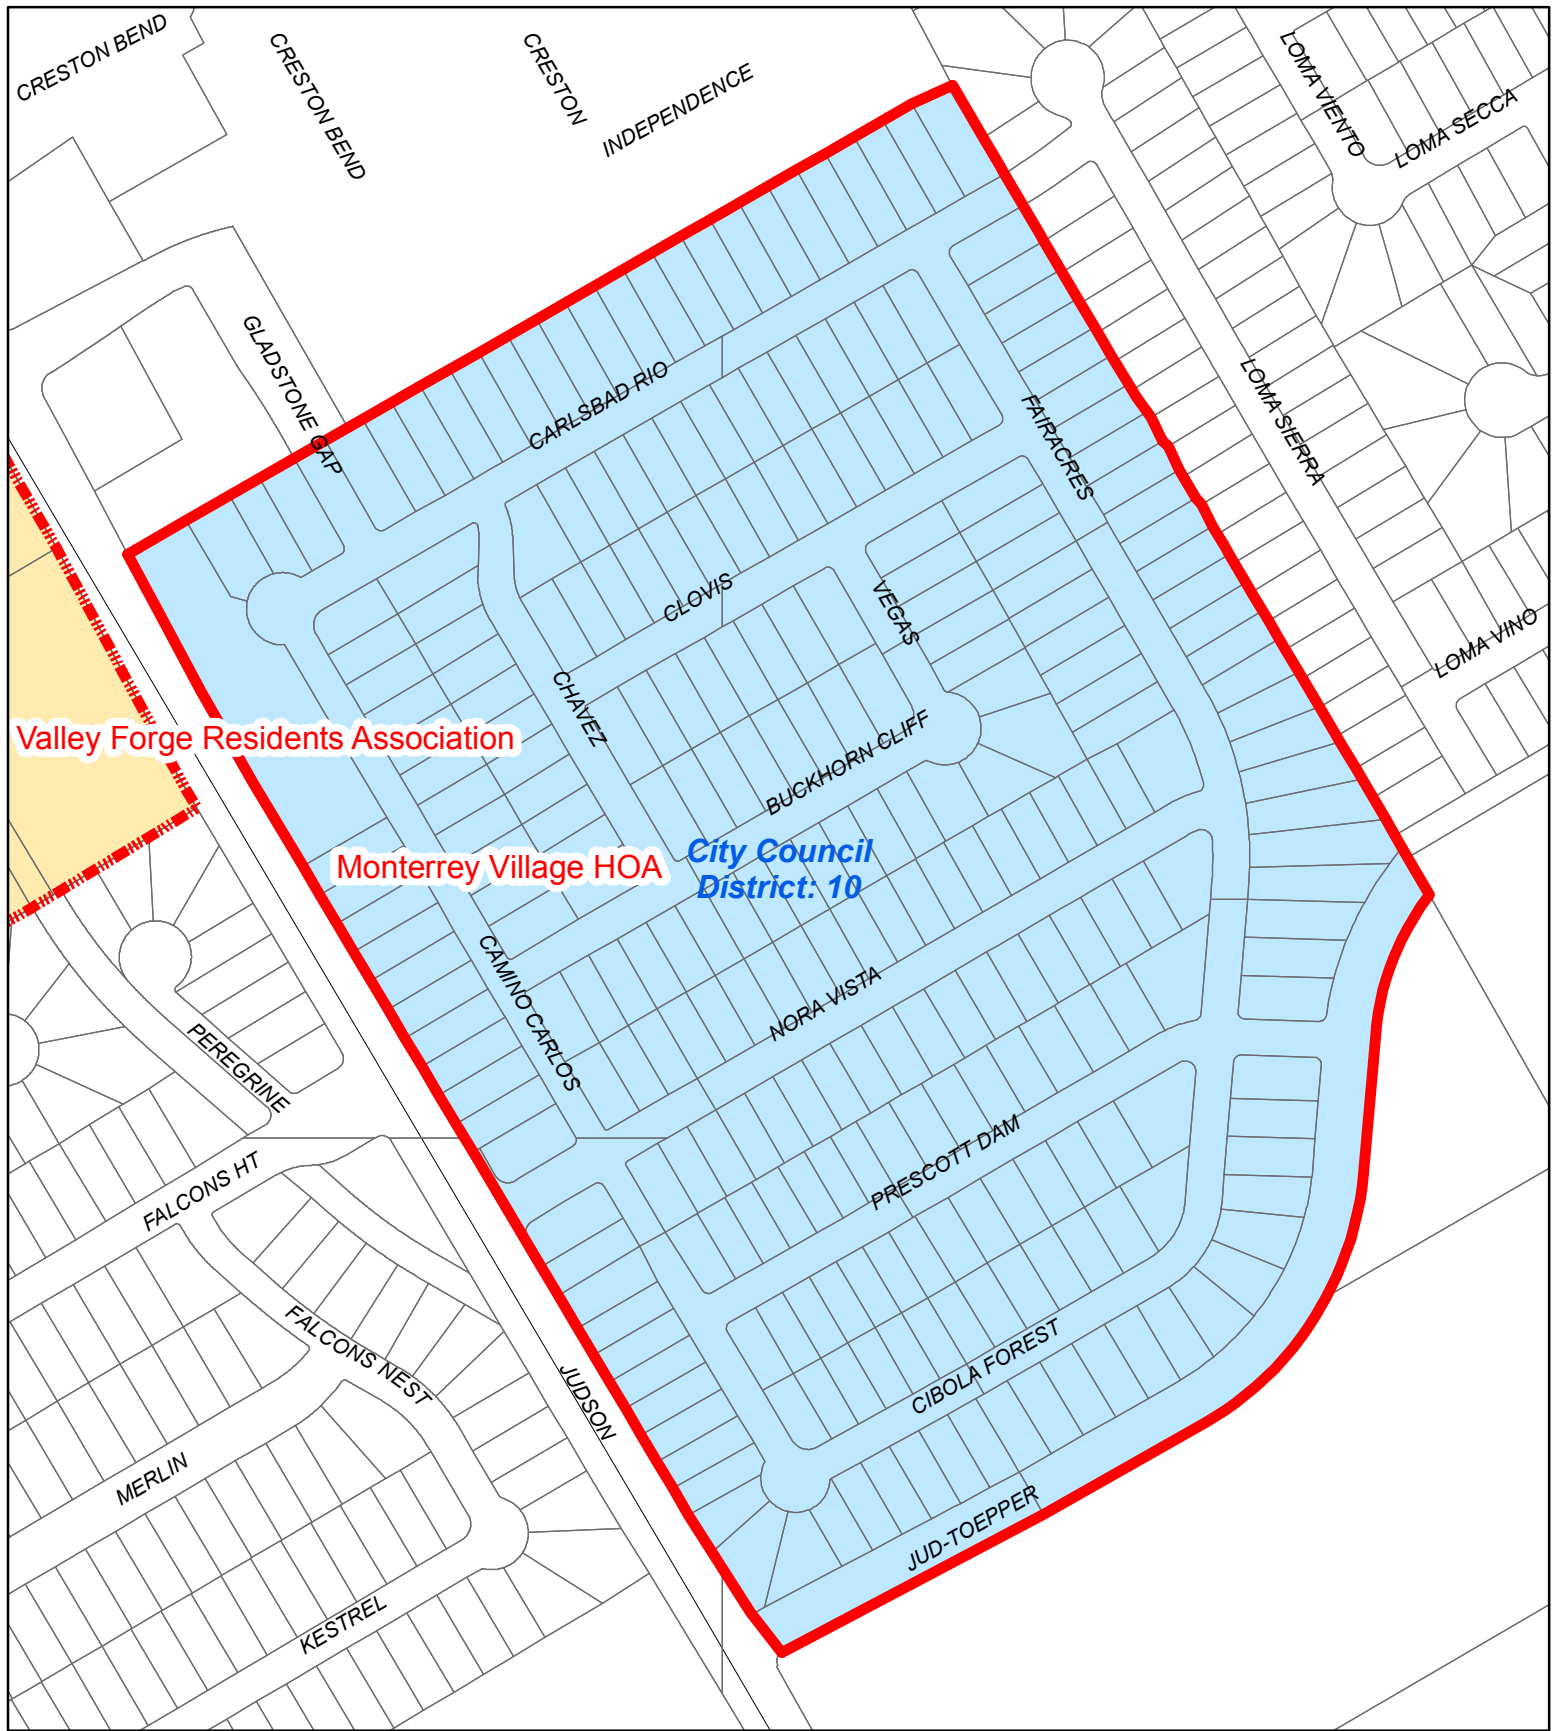 CRESTON BEND
CRESTON BEND
CRESTON
INDEPENDENCE
LOMA VIENTO
LOMA SECCA
GLADSTONE GAP
CARLSBAD RIO
FAIRACRES
LOMA SIERRA
CLOVIS
VEGAS
LOMA VINO
CHAVEZ
Valley Forge Residents Association
BUCKHORN CLIFF
Monterrey Village HOA
City Council
District: 10
CAMINO CARLOS
NORA VISTA
PEREGRINE
PRESCOTT DAM
FALCONS HT
FALCONS NEST
CIBOLA FOREST
JUDSON
MERLIN
JUD-TOEPPER
KESTREL